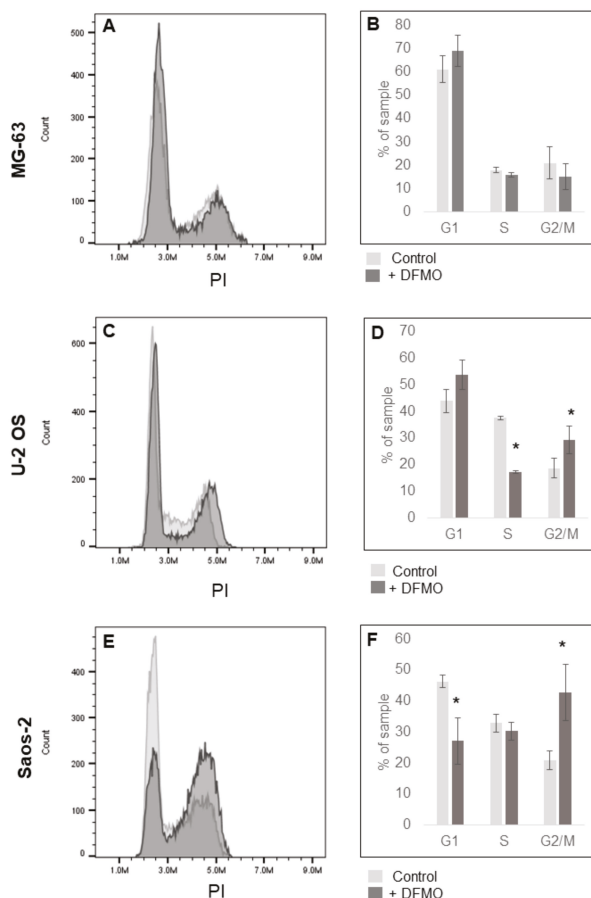 MG-63
A
Count
500
400
300
200
100
0
1.0M 3.0M 5.0M 7.0M 9.0M
PI
B
% of sample
80
70
60
50
40
30
20
10
0
G1 S G2/M
Control
+ DFMO
U-2 OS
C
Count
600
400
200
0
1.0M 3.0M 5.0M 7.0M 9.0M
PI
D
% of sample
70
60
50
40
30
20
10
0
* *
G1 S G2/M
Control
+ DFMO
Saos-2
E
Count
400
300
200
100
0
1.0M 3.0M 5.0M 7.0M 9.0M
PI
F
% of sample
60
50
40
30
20
10
0
* *
G1 S G2/M
Control
+ DFMO